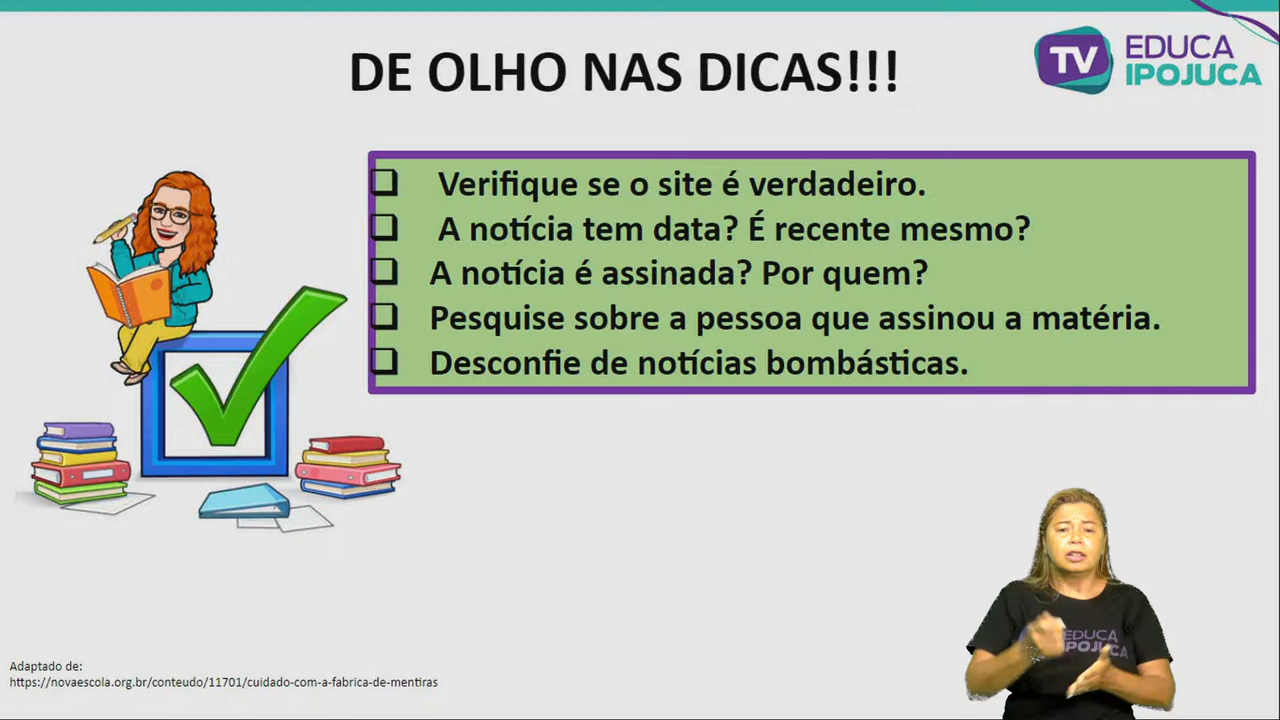 DE OLHO NAS DICAS!!!
TV EDUCA
IPOJUCA
❑ Verifique se o site é verdadeiro.
❑ A notícia tem data? É recente mesmo?
❑ A notícia é assinada? Por quem?
❑ Pesquise sobre a pessoa que assinou a matéria.
❑ Desconfie de notícias bombásticas.
EDUCA
IPOJUCA
Adaptado de:
https://novaescola.org.br/conteudo/11701/cuidado-com-a-fabrica-de-mentiras